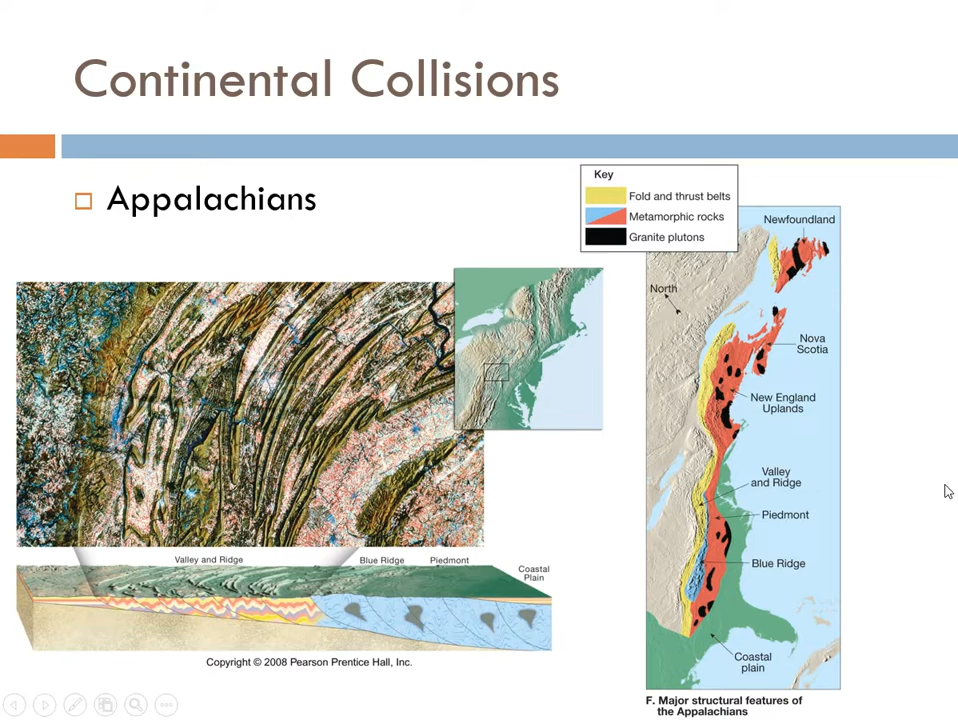 Continental Collisions
Appalachians
Key
Fold and thrust belts
Metamorphic rocks
Granite plutons
Newfoundland
North
Nova
Scotia
New England
Uplands
Valley
and Ridge
Piedmont
Blue Ridge
Coastal
plain
F. Major structural features of
the Appalachians
Valley and Ridge
Blue Ridge
Piedmont
Coastal
Plain
Copyright © 2008 Pearson Prentice Hall, Inc.